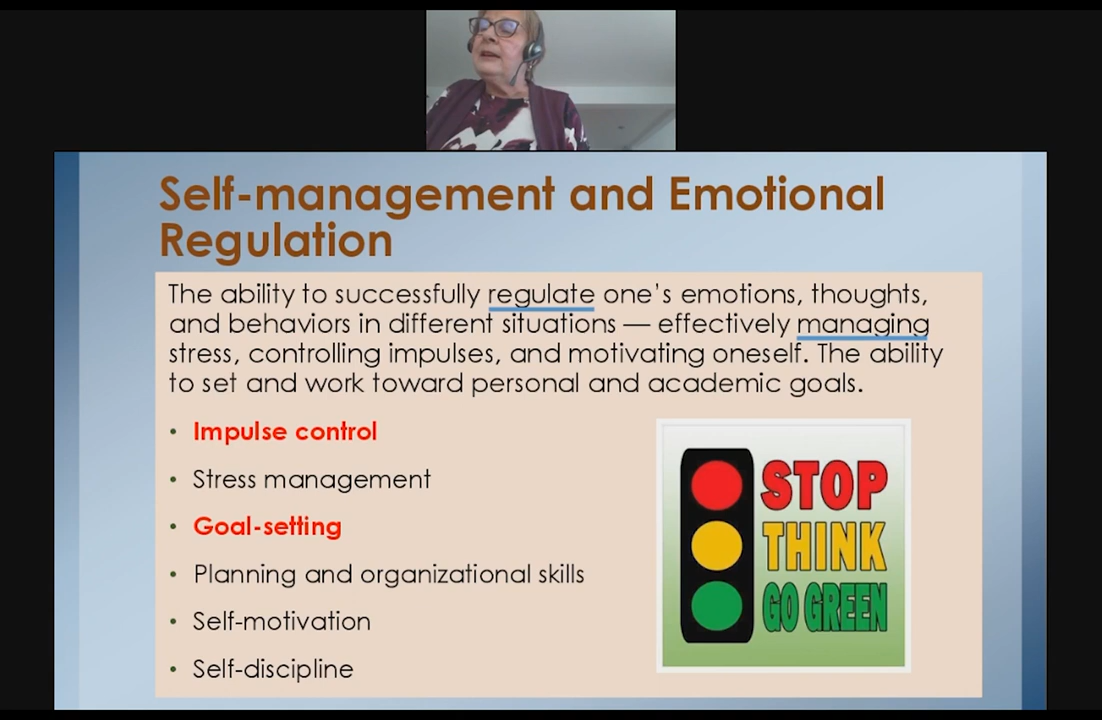 Self-management and Emotional
Regulation
The ability to successfully regulate one's emotions, thoughts,
and behaviors in different situations — effectively managing
stress, controlling impulses, and motivating oneself. The ability
to set and work toward personal and academic goals.
• Impulse control
• Stress management
• Goal-setting
• Planning and organizational skills
• Self-motivation
• Self-discipline
STOP
THINK
GO GREEN